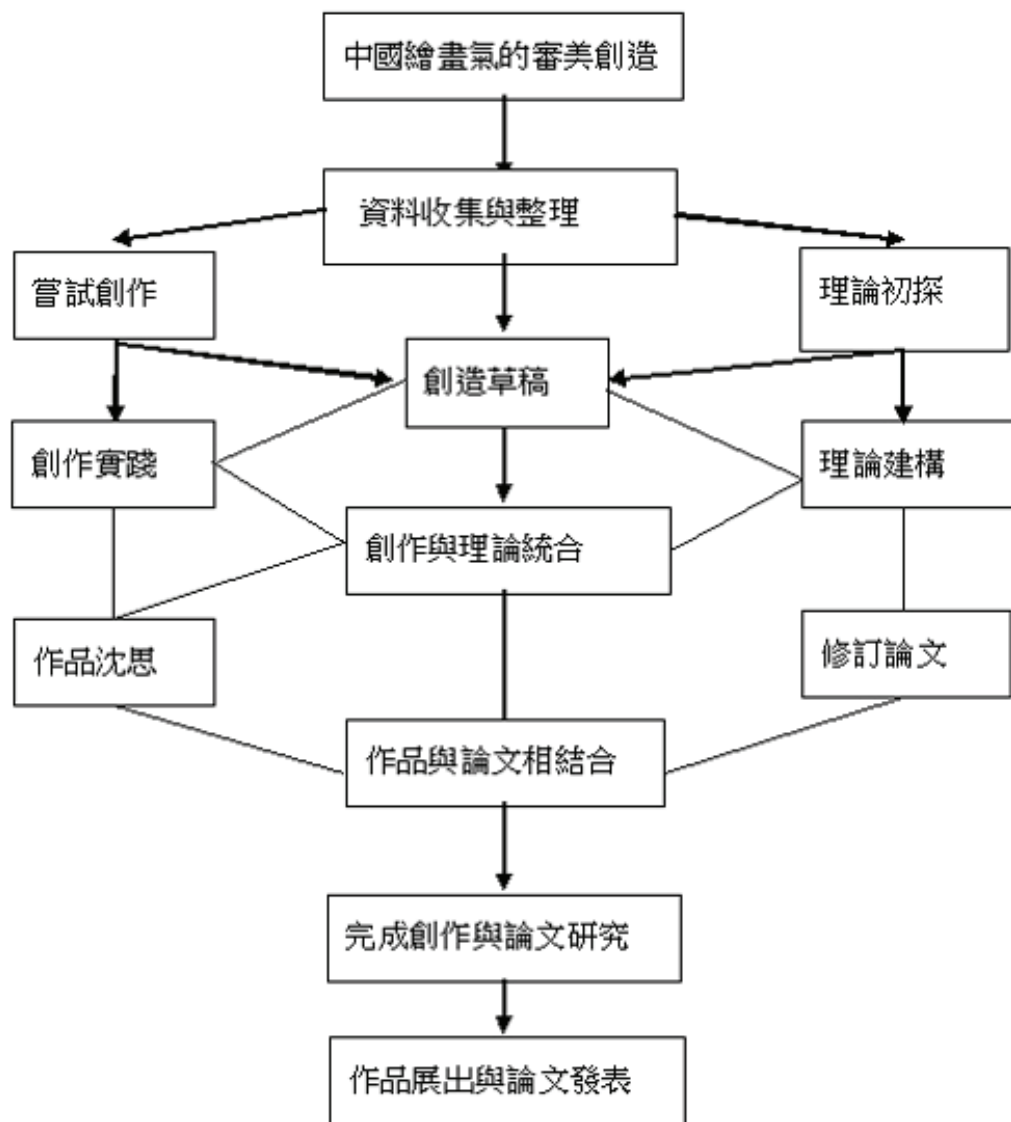 中國繪畫氣的審美創造
資料收集與整理
嘗試創作
理論初探
創造草稿
創作實踐
理論建構
創作與理論統合
作品沈思
修訂論文
作品與論文相結合
完成創作與論文研究
作品展出與論文發表